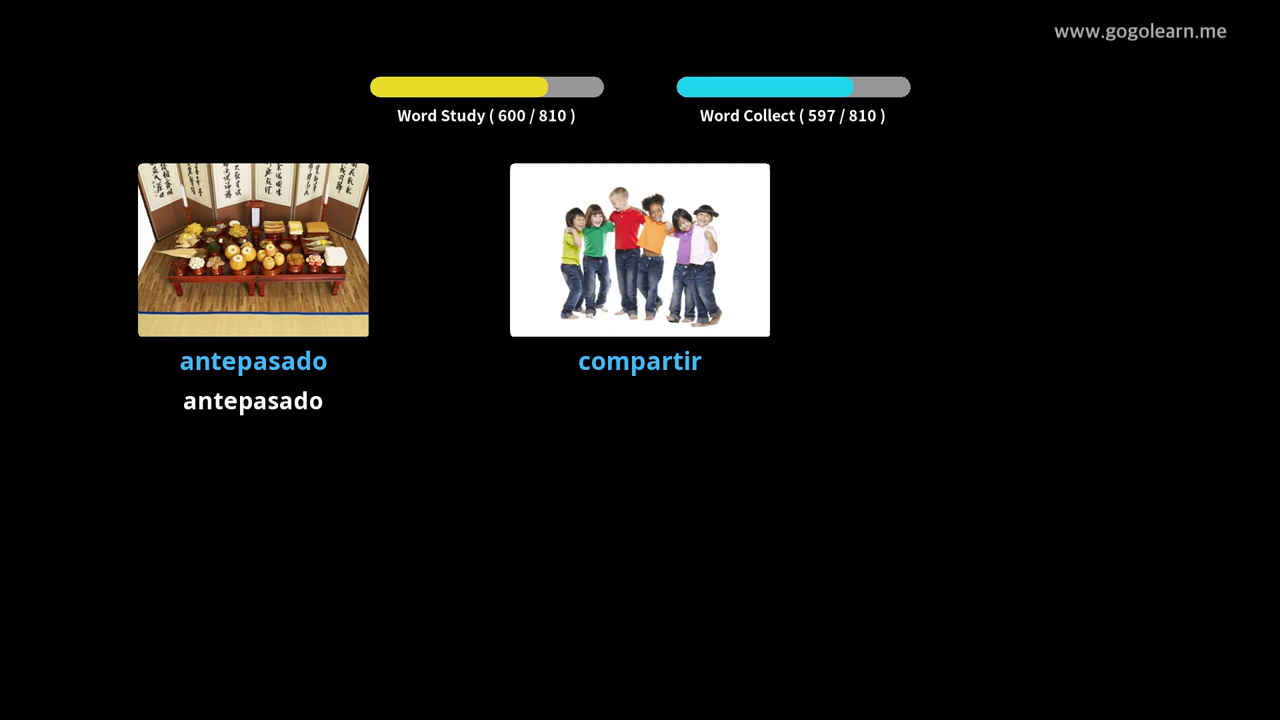 www.gogolearn.me
Word Study ( 600 / 810 )
Word Collect ( 597 / 810 )
antepasado
compartir
antepasado